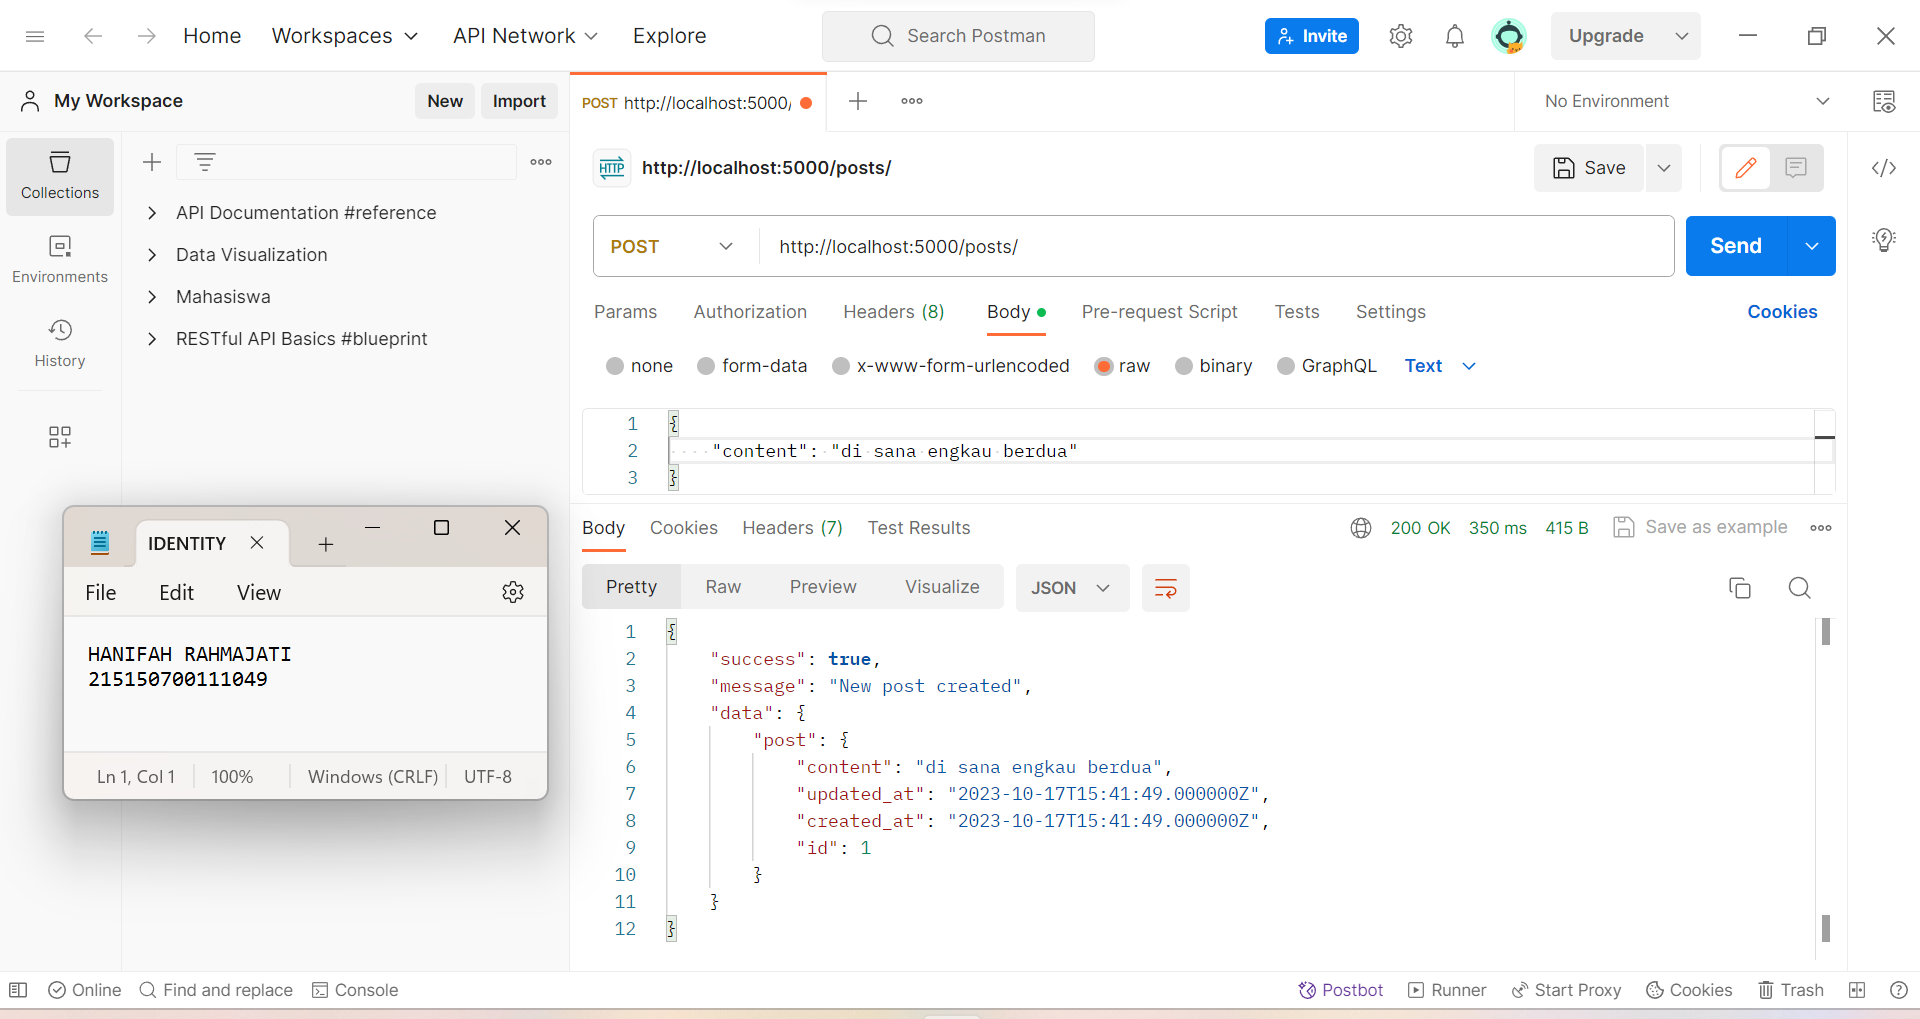 Home Workspaces API Network Explore Search Postman Invite Upgrade
My Workspace New Import POST http://localhost:5000/ No Environment
Collections
Environments
History
API Documentation #reference
Data Visualization
Mahasiswa
RESTful API Basics #blueprint
HTTP http://localhost:5000/posts/ Save
POST http://localhost:5000/posts/ Send
Params Authorization Headers (8) Body Pre-request Script Tests Settings Cookies
none form-data x-www-form-urlencoded raw binary GraphQL Text
1 {
2 "content": "di sana engkau berdua"
3 }
Body Cookies Headers (7) Test Results 200 OK 350 ms 415 B Save as example
Pretty Raw Preview Visualize JSON
1 {
2 "success": true,
3 "message": "New post created",
4 "data": {
5 "post": {
6 "content": "di sana engkau berdua",
7 "updated_at": "2023-10-17T15:41:49.000000Z",
8 "created_at": "2023-10-17T15:41:49.000000Z",
9 "id": 1
10 }
11 }
12 }
IDENTITY
File Edit View
HANIFAH RAHMAJATI
215150700111049
Ln 1, Col 1 100% Windows (CRLF) UTF-8
Online Find and replace Console Postbot Runner Start Proxy Cookies Trash